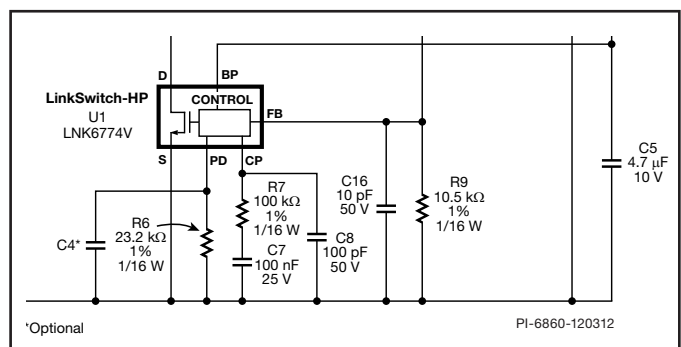 D
BP
LinkSwitch-HP
U1
LNK6774V
CONTROL
FB
S
PD
CP
C5
4.7 µF
10 V
C16
10 pF
50 V
R9
10.5 kΩ
1%
1/16 W
R7
100 kΩ
1%
1/16 W
R6
23.2 kΩ
1%
1/16 W
C4*
C7
100 nF
25 V
C8
100 pF
50 V
*Optional
PI-6860-120312